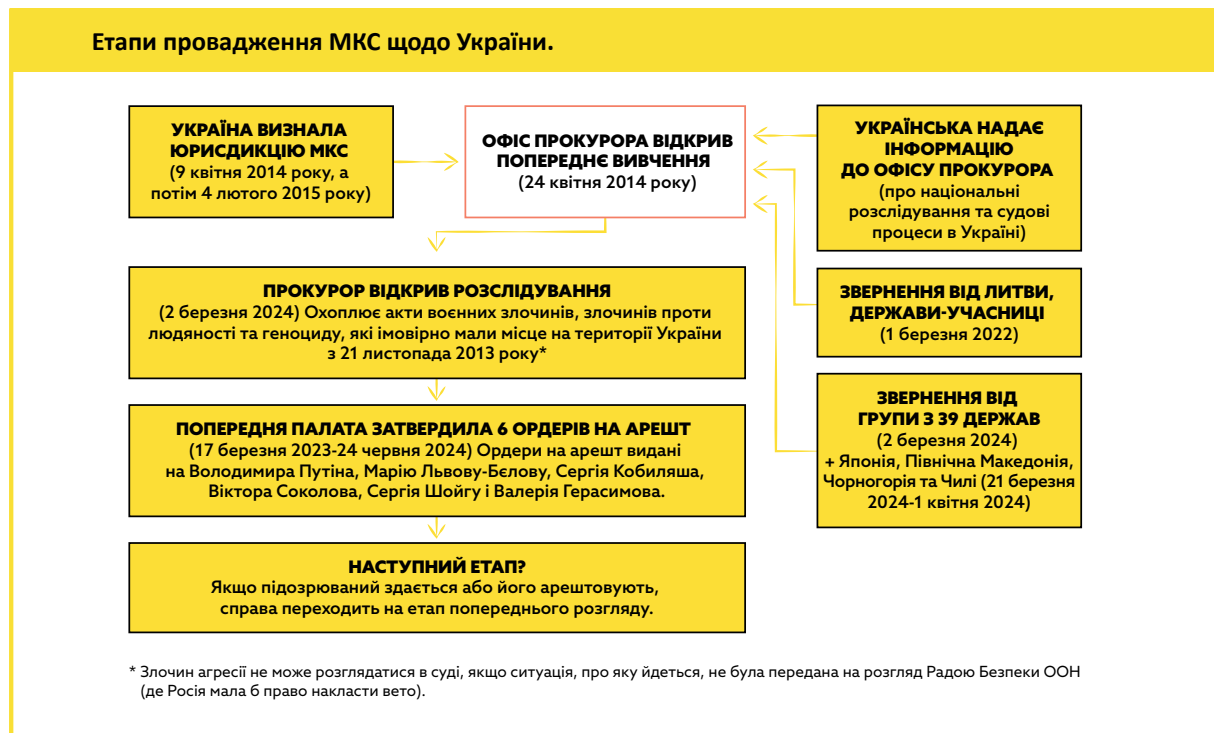 Етапи провадження МКС щодо України.
УКРАЇНА ВИЗНАЛА
ЮРИСДИКЦІЮ МКС
(9 квітня 2014 року, а
потім 4 лютого 2015 року)
ОФІС ПРОКУРОРА ВІДКРИВ
ПОПЕРЕДНЄ ВИВЧЕННЯ
(24 квітня 2014 року)
УКРАЇНСЬКА НАДАЄ
ІНФОРМАЦІЮ
ДО ОФІСУ ПРОКУРОРА
(про національні
розслідування та судові
процеси в Україні)
ПРОКУРОР ВІДКРИВ РОЗСЛІДУВАННЯ
(2 березня 2024) Охоплює акти воєнних злочинів, злочинів проти
людяності та геноциду, які імовірно мали місце на території України
з 21 листопада 2013 року*
ЗВЕРНЕННЯ ВІД ЛИТВИ,
ДЕРЖАВИ-УЧАСНИЦІ
(1 березня 2022)
ПОПЕРЕДНЯ ПАЛАТА ЗАТВЕРДИЛА 6 ОРДЕРІВ НА АРЕШТ
(17 березня 2023-24 червня 2024) Ордери на арешт видані
на Володимира Путіна, Марію Львову-Бєлову, Сергія Кобиляша,
Віктора Соколова, Сергія Шойгу і Валерія Герасимова.
ЗВЕРНЕННЯ ВІД
ГРУПИ З 39 ДЕРЖАВ
(2 березня 2024)
+ Японія, Північна Македонія,
Чорногорія та Чилі (21 березня
2024-1 квітня 2024)
НАСТУПНИЙ ЕТАП?
Якщо підозрюваний здається або його арештовують,
справа переходить на етап попереднього розгляду.
* Злочин агресії не може розглядатися в суді, якщо ситуація, про яку йдеться, не була передана на розгляд Радою Безпеки ООН
(де Росія мала б право накласти вето).